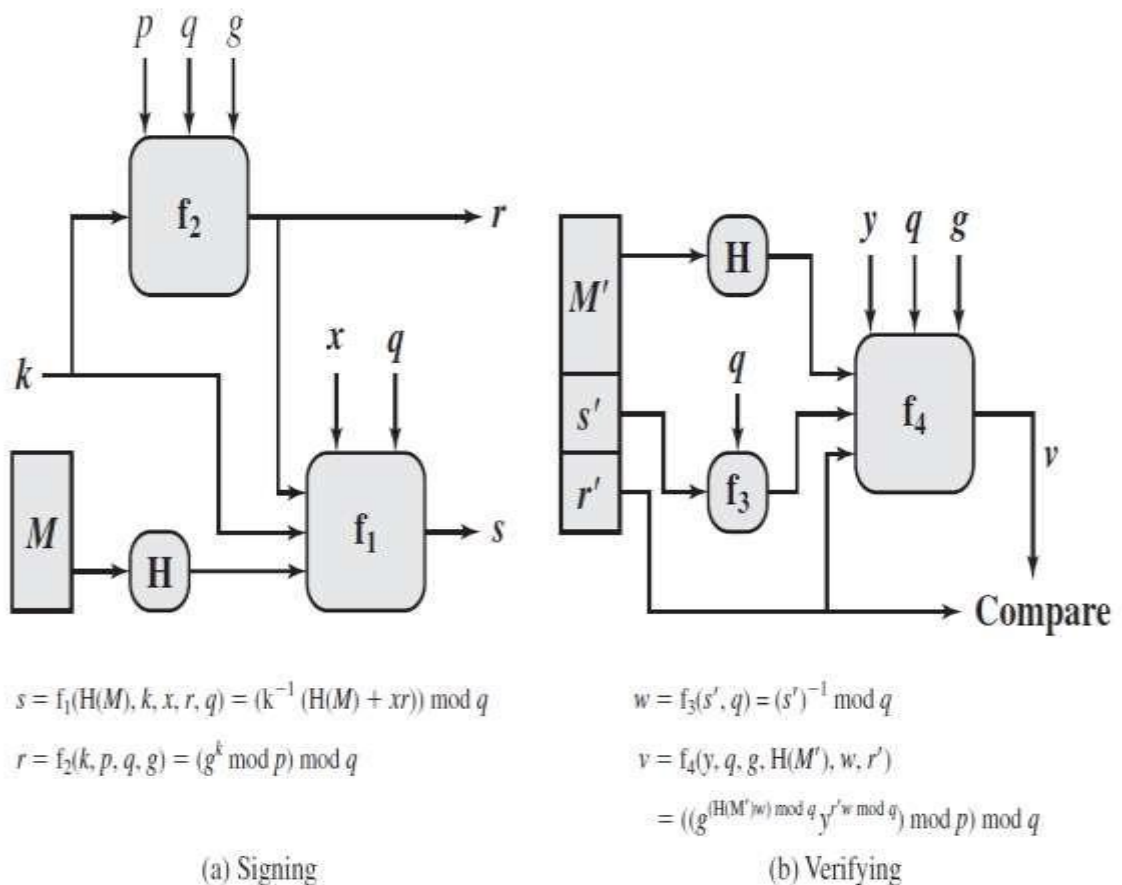 p q g
f₂
r
k
x q
M
H
f₁
s
s = f₁(H(M), k, x, r, q) = (k⁻¹ (H(M) + xr)) mod q
r = f₂(k, p, q, g) = (gᵏ mod p) mod q
(a) Signing
y q g
M′
H
q
s′
f₄
r′
f₃
v
Compare
w = f₃(s′, q) = (s′)⁻¹ mod q
v = f₄(y, q, g, H(M′), w, r′)
= ((g^(H(M′)w) mod q y^r′w mod q) mod p) mod q
(b) Verifying